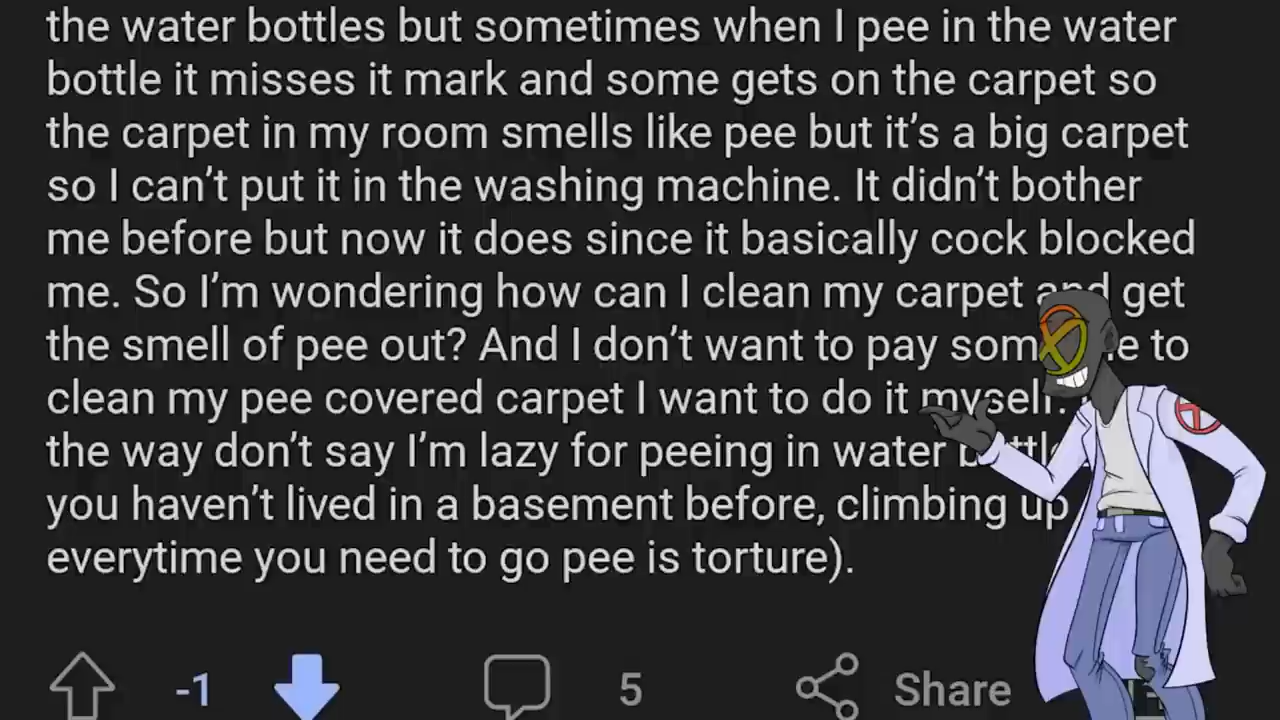 the water bottles but sometimes when I pee in the water
bottle it misses it mark and some gets on the carpet so
the carpet in my room smells like pee but it’s a big carpet
so I can’t put it in the washing machine. It didn’t bother
me before but now it does since it basically cock blocked
me. So I’m wondering how can I clean my carpet and get
the smell of pee out? And I don’t want to pay to
clean my pee covered carpet I want to do it myself.
the way don’t say I’m lazy for peeing in water
you haven’t lived in a basement before, climbing up
everytime you need to go pee is torture).
-1
5
Share